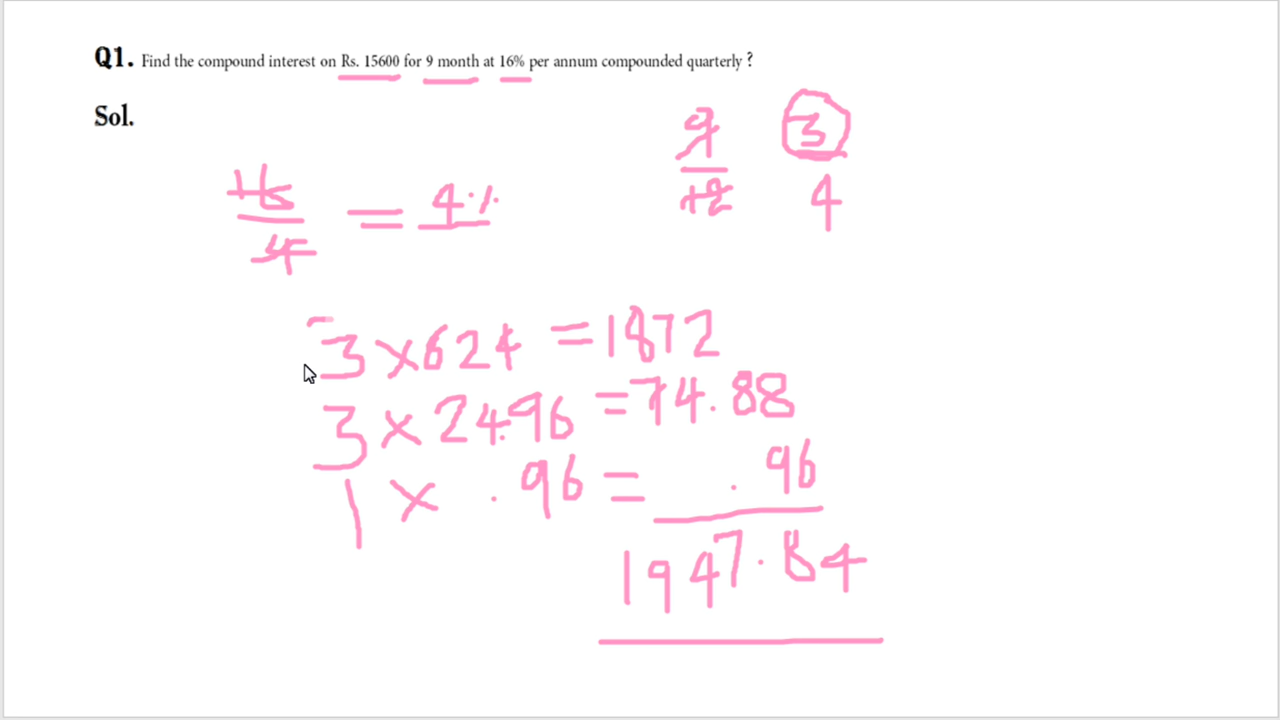 Q1. Find the compound interest on Rs. 15600 for 9 month at 16% per annum compounded quarterly ?
Sol.
9/12 3/4
16/4 = 4%
3 × 624 = 1872
3 × 24.96 = 74.88
1 × .96 = .96
1947.84